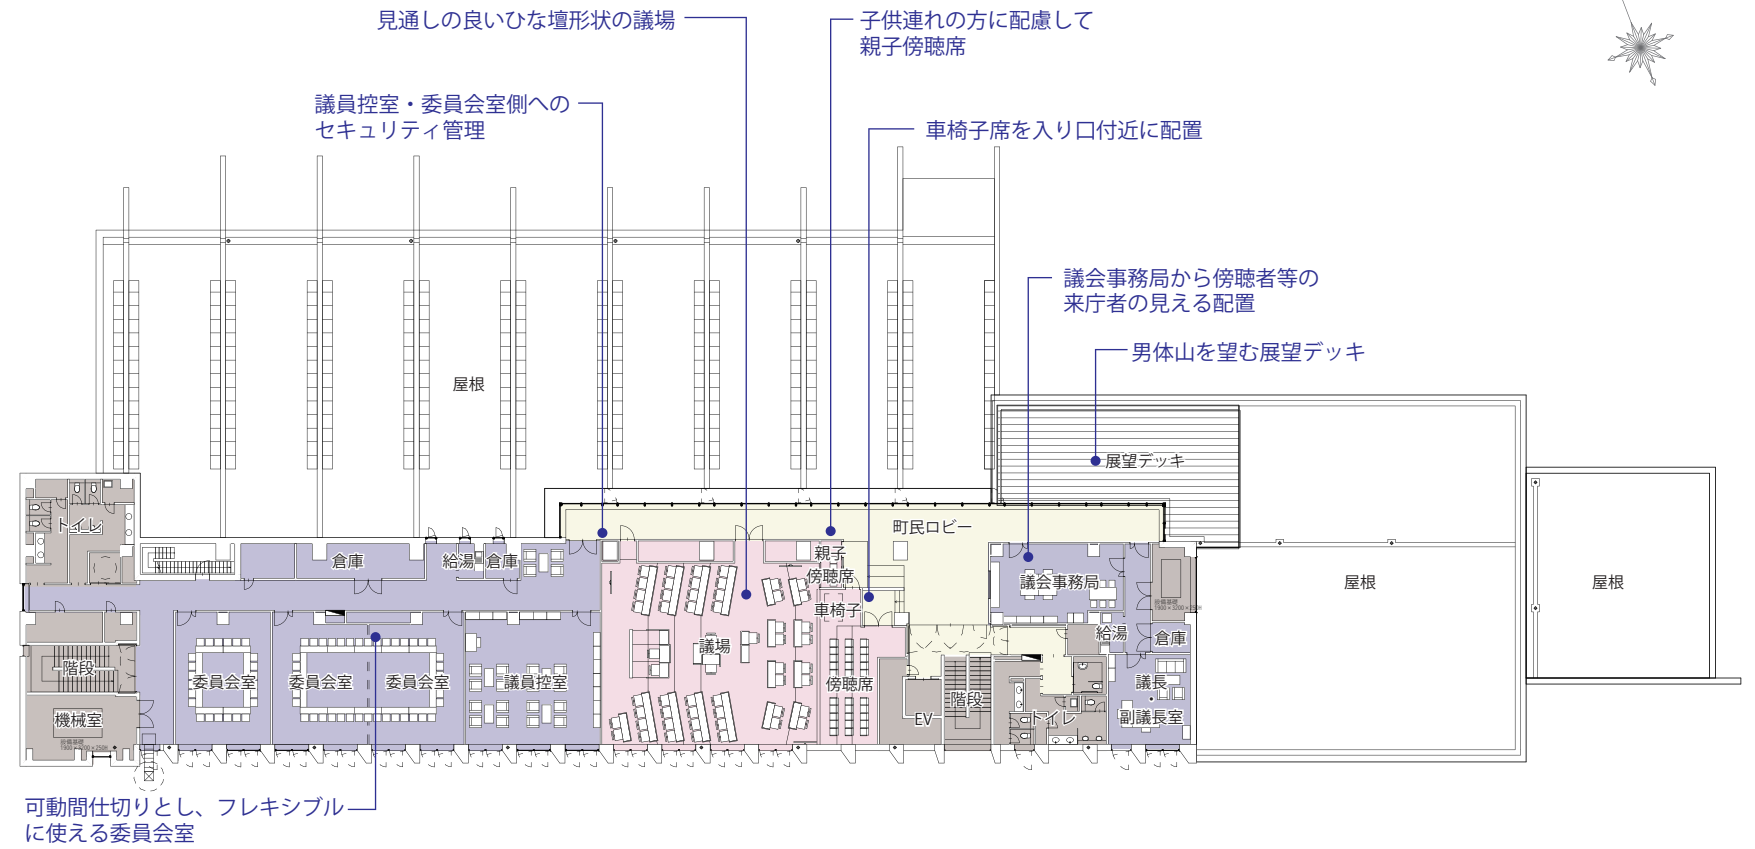 見通しの良いひな壇形状の議場
子供連れの方に配慮して
親子傍聴席
議員控室・委員会室側への
セキュリティ管理
車椅子席を入り口付近に配置
議会事務局から傍聴者等の
来庁者の見える配置
男体山を望む展望デッキ
屋根
展望デッキ
トイレ
町民ロビー
倉庫
給湯
倉庫
親子
傍聴席
議会事務局
屋根
屋根
車椅子
給湯
倉庫
階段
議場
委員会室
委員会室
委員会室
議員控室
傍聴席
議長
副議長室
機械室
EV
階段
トイレ
可動間仕切りとし、フレキシブル
に使える委員会室